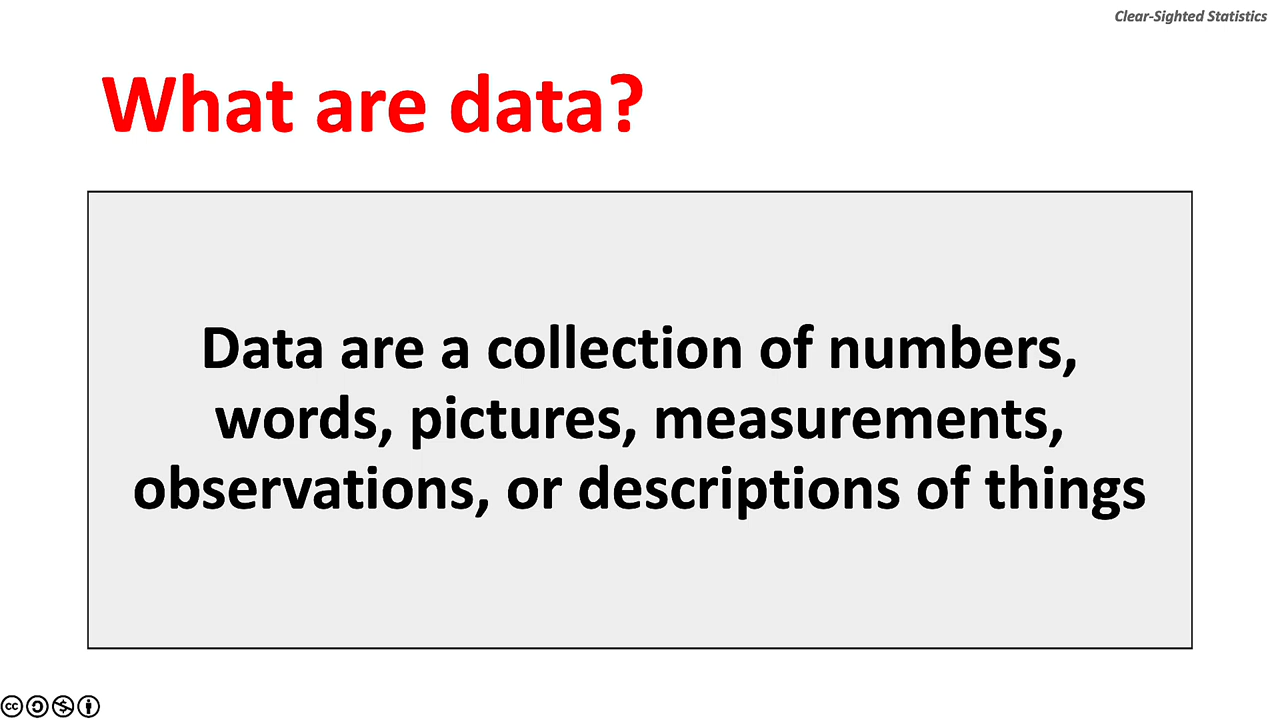 Clear-Sighted Statistics
What are data?
Data are a collection of numbers,
words, pictures, measurements,
observations, or descriptions of things
cc